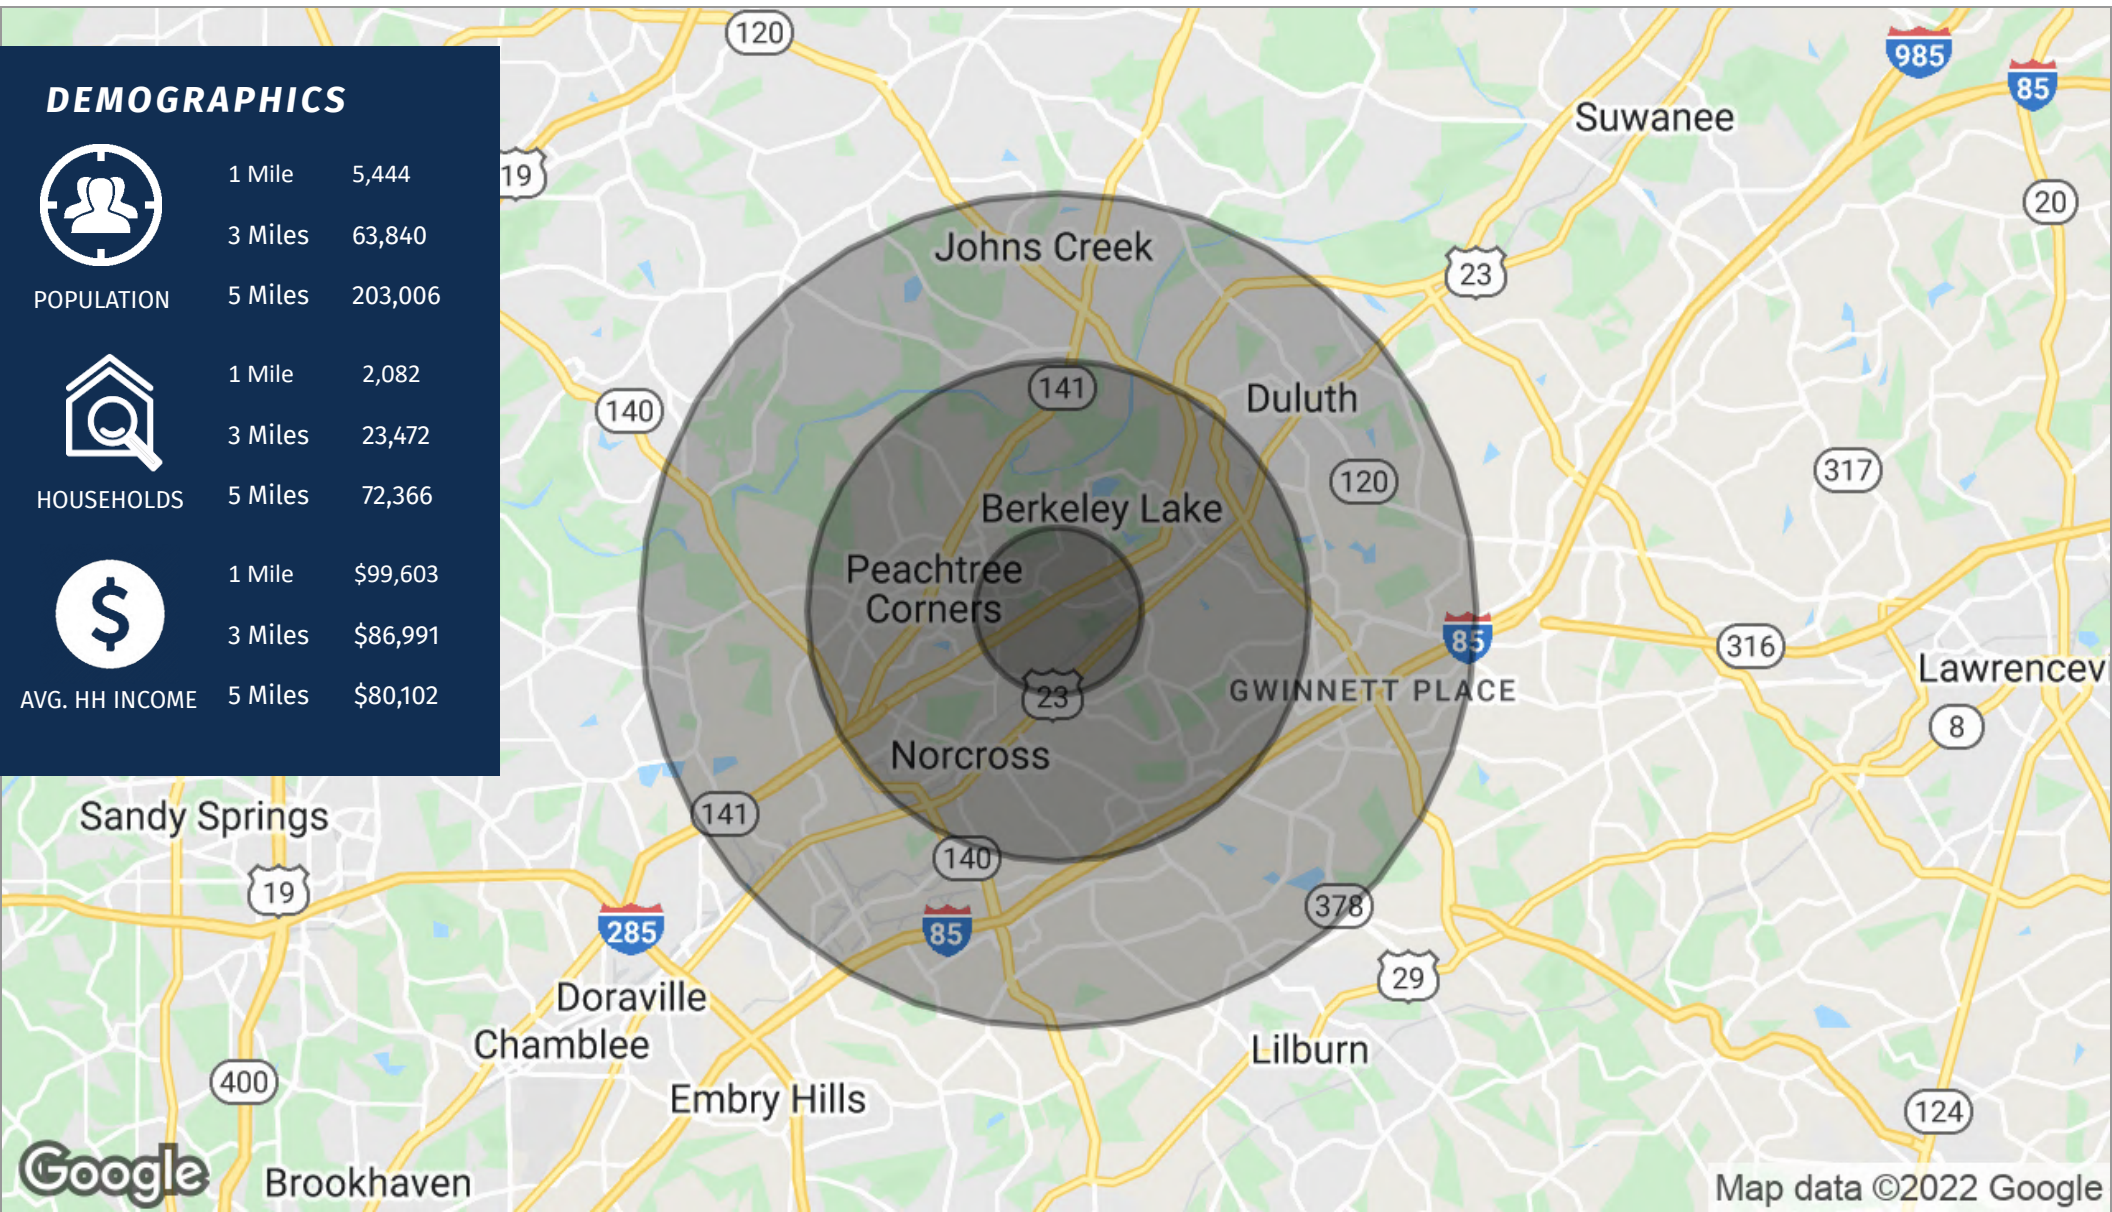 DEMOGRAPHICS
1 Mile 5,444
3 Miles 63,840
5 Miles 203,006
POPULATION
1 Mile 2,082
3 Miles 23,472
5 Miles 72,366
HOUSEHOLDS
1 Mile $99,603
3 Miles $86,991
5 Miles $80,102
AVG. HH INCOME
$
120
985
85
Suwanee
19
20
Johns Creek
23
141
Duluth
140
120
317
Berkeley Lake
Peachtree
Corners
85
316
Lawrencev
23
GWINNETT PLACE
8
Norcross
141
Sandy Springs
140
19
378
285
85
29
Doraville
Chamblee
Lilburn
400
Embry Hills
124
Google
Brookhaven
Map data ©2022 Google